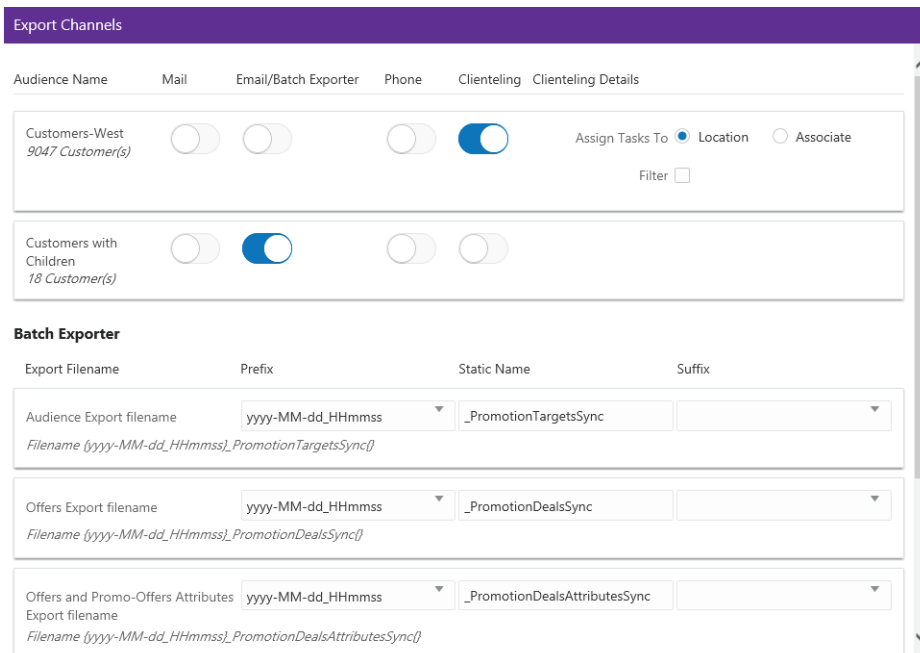 Export Channels
Audience Name Mail Email/Batch Exporter Phone Clienteling Clienteling Details
Customers-West
9047 Customer(s)
Assign Tasks To Location Associate
Filter
Customers with
Children
18 Customer(s)
Batch Exporter
Export Filename Prefix Static Name Suffix
Audience Export filename yyyy-MM-dd_HHmmss _PromotionTargetsSync
Filename {yyyy-MM-dd_HHmmss}_PromotionTargetsSync{}
Offers Export filename yyyy-MM-dd_HHmmss _PromotionDealsSync
Filename {yyyy-MM-dd_HHmmss}_PromotionDealsSync{}
Offers and Promo-Offers Attributes yyyy-MM-dd_HHmmss _PromotionDealsAttributesSync
Export filename
Filename {yyyy-MM-dd_HHmmss}_PromotionDealsAttributesSync{}